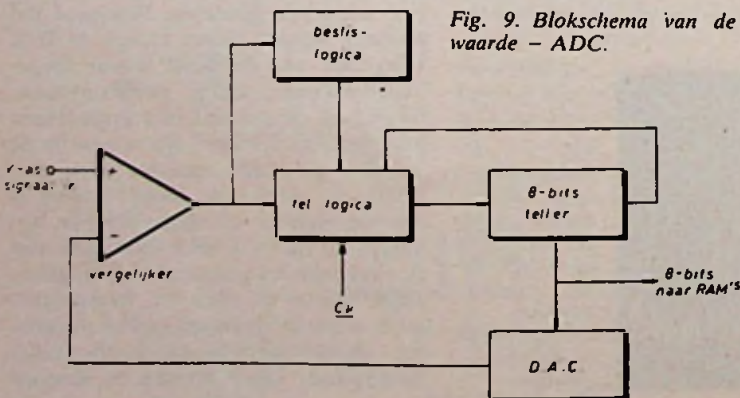 Fig. 9. Blokschema van de
waarde – ADC.
beslis-
logica
signaal
+
−
vergelijker
tel logica
8-bits
teller
8-bits
naar RAM's
D.A.C.